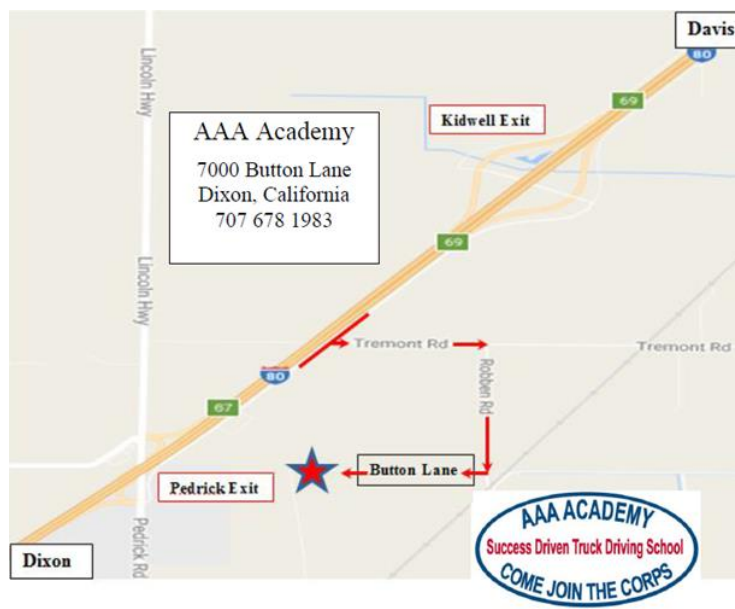 Davis
80
Lincoln Hwy
69
Kidwell Exit
AAA Academy
7000 Button Lane
Dixon, California
707 678 1983
69
Lincoln Hwy
Tremont Rd
Tremont Rd
80
Robben Rd
67
Button Lane
Pedrick Exit
Pedrick Rd
Dixon
AAA ACADEMY
Success Driven Truck Driving School
COME JOIN THE CORPS